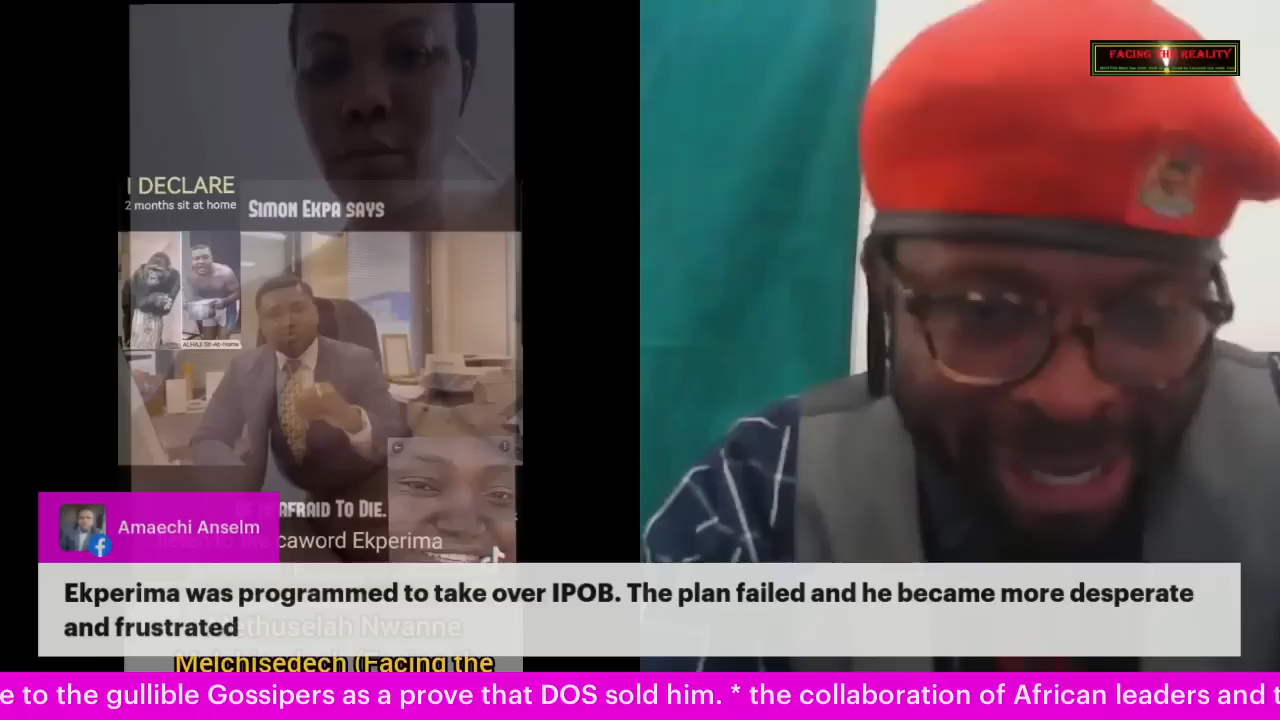 FACING THE REALITY
I DECLARE
2 months sit at home
SIMON EKPA SAYS
ALHAJI Sit-At-Home
AFRAID TO DIE.
caword Ekperima
Amaechi Anselm
Ekperima was programmed to take over IPOB. The plan failed and he became more desperate
and frustrated
ethuselah Nwanne
Melchisedech (Facing the
e to the gullible Gossipers as a prove that DOS sold him. * the collaboration of African leaders and t